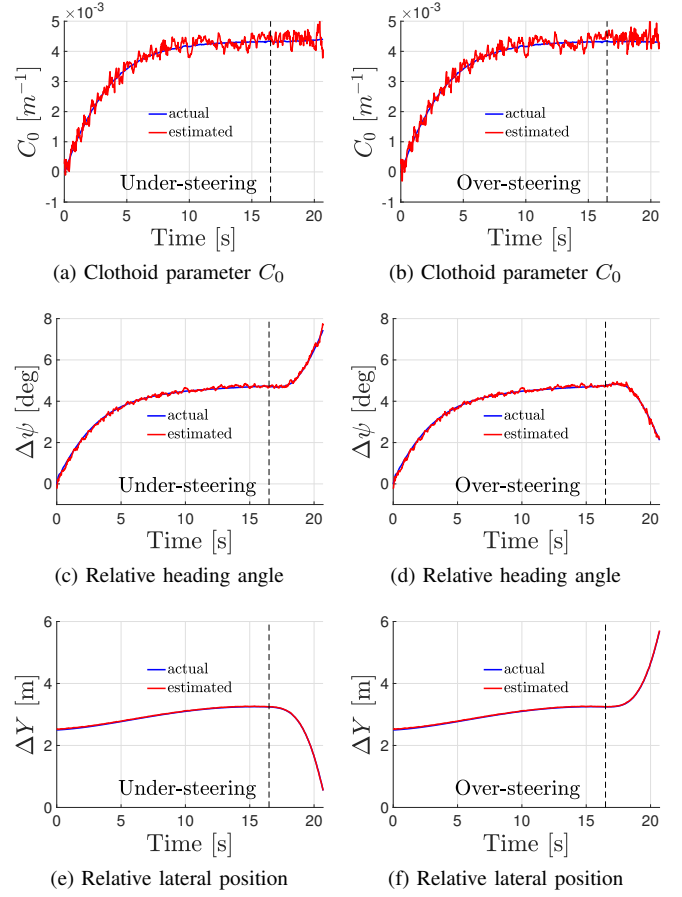 ×10⁻³
5
4
3
2
1
0
-1
C₀ [m⁻¹]
actual
estimated
Under-steering
0 5 10 15 20
Time [s]
(a) Clothoid parameter C₀
×10⁻³
5
4
3
2
1
0
-1
C₀ [m⁻¹]
actual
estimated
Over-steering
0 5 10 15 20
Time [s]
(b) Clothoid parameter C₀
8
6
4
2
0
Δψ [deg]
actual
estimated
Under-steering
0 5 10 15 20
Time [s]
(c) Relative heading angle
8
6
4
2
0
Δψ [deg]
actual
estimated
Over-steering
0 5 10 15 20
Time [s]
(d) Relative heading angle
6
4
2
0
ΔY [m]
actual
estimated
Under-steering
0 5 10 15 20
Time [s]
(e) Relative lateral position
6
4
2
0
ΔY [m]
actual
estimated
Over-steering
0 5 10 15 20
Time [s]
(f) Relative lateral position